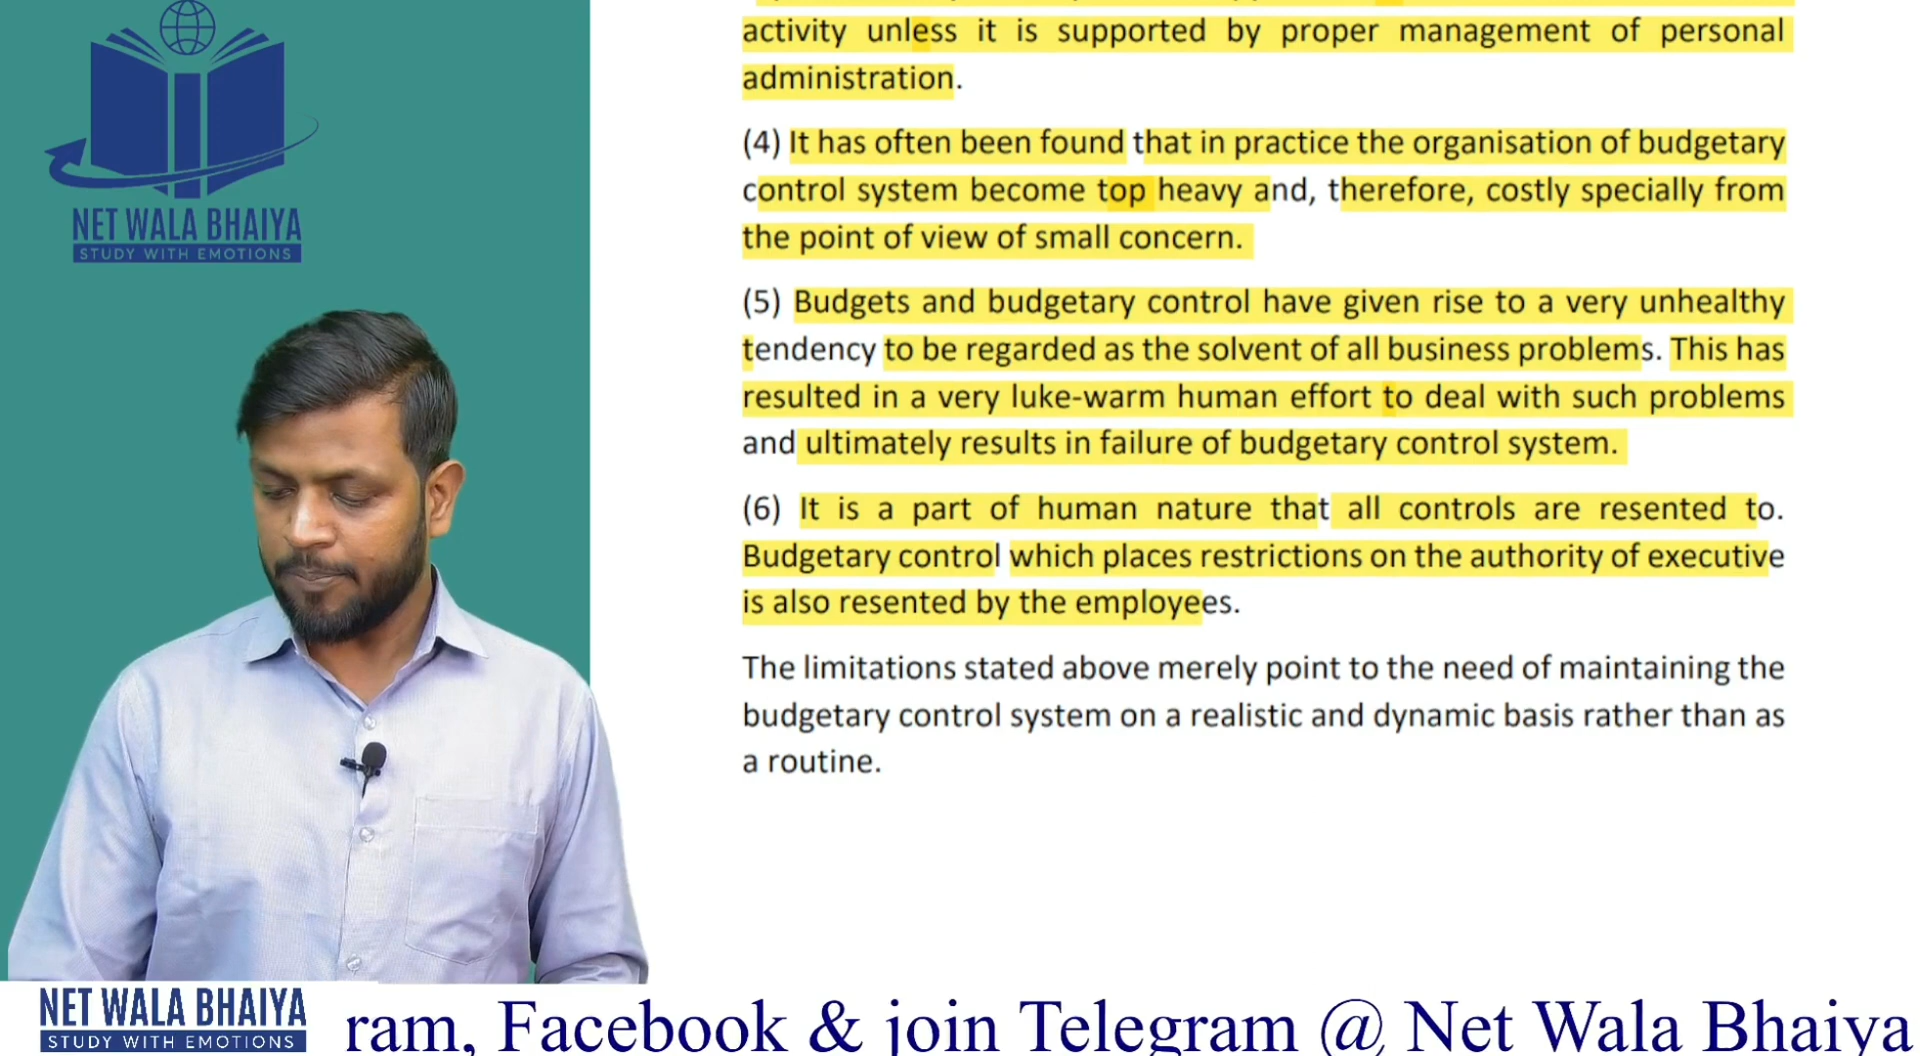 NET WALA BHAIYA
STUDY WITH EMOTIONS
activity unless it is supported by proper management of personal
administration.
(4) It has often been found that in practice the organisation of budgetary
control system become top heavy and, therefore, costly specially from
the point of view of small concern.
(5) Budgets and budgetary control have given rise to a very unhealthy
tendency to be regarded as the solvent of all business problems. This has
resulted in a very luke-warm human effort to deal with such problems
and ultimately results in failure of budgetary control system.
(6) It is a part of human nature that all controls are resented to.
Budgetary control which places restrictions on the authority of executive
is also resented by the employees.
The limitations stated above merely point to the need of maintaining the
budgetary control system on a realistic and dynamic basis rather than as
a routine.
NET WALA BHAIYA
STUDY WITH EMOTIONS
ram, Facebook & join Telegram @ Net Wala Bhaiya